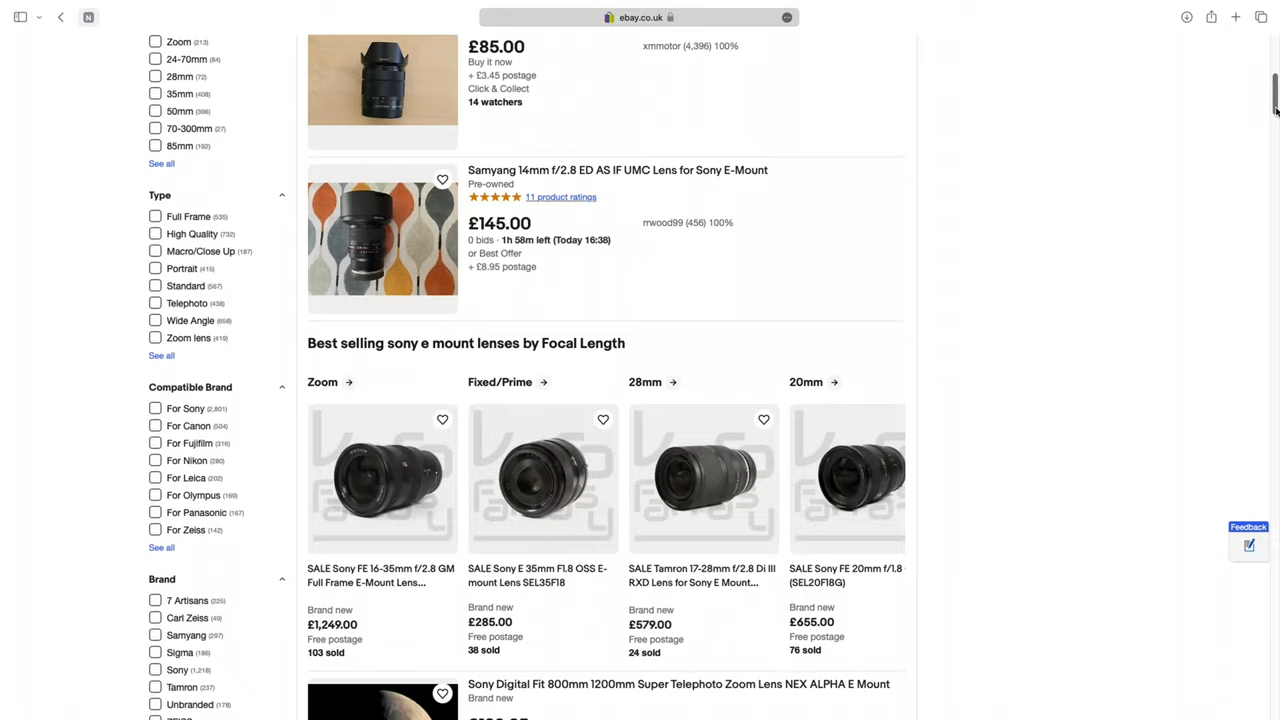 ebay.co.uk
Zoom (213)
24-70mm (84)
28mm (72)
35mm (408)
50mm (396)
70-300mm (27)
85mm (192)
See all
Type
Full Frame (535)
High Quality (732)
Macro/Close Up (187)
Portrait (415)
Standard (567)
Telephoto (438)
Wide Angle (658)
Zoom lens (419)
See all
Compatible Brand
For Sony (2,801)
For Canon (504)
For Fujifilm (316)
For Nikon (280)
For Leica (202)
For Olympus (169)
For Panasonic (167)
For Zeiss (142)
See all
Brand
7 Artisans (225)
Carl Zeiss (49)
Samyang (297)
Sigma (186)
Sony (1,218)
Tamron (237)
Unbranded (178)
£85.00
xmmotor (4,396) 100%
Buy it now
+ £3.45 postage
Click & Collect
14 watchers
Samyang 14mm f/2.8 ED AS IF UMC Lens for Sony E-Mount
Pre-owned
11 product ratings
£145.00
rrwood99 (456) 100%
0 bids · 1h 58m left (Today 16:38)
or Best Offer
+ £8.95 postage
Best selling sony e mount lenses by Focal Length
Zoom
Fixed/Prime
28mm
20mm
SALE Sony FE 16-35mm f/2.8 GM
Full Frame E-Mount Lens...
Brand new
£1,249.00
Free postage
103 sold
SALE Sony E 35mm F1.8 OSS E-
mount Lens SEL35F18
Brand new
£285.00
Free postage
38 sold
SALE Tamron 17-28mm f/2.8 Di III
RXD Lens for Sony E Mount...
Brand new
£579.00
Free postage
24 sold
SALE Sony FE 20mm f/1.8
(SEL20F18G)
Brand new
£655.00
Free postage
76 sold
Sony Digital Fit 800mm 1200mm Super Telephoto Zoom Lens NEX ALPHA E Mount
Brand new
Feedback